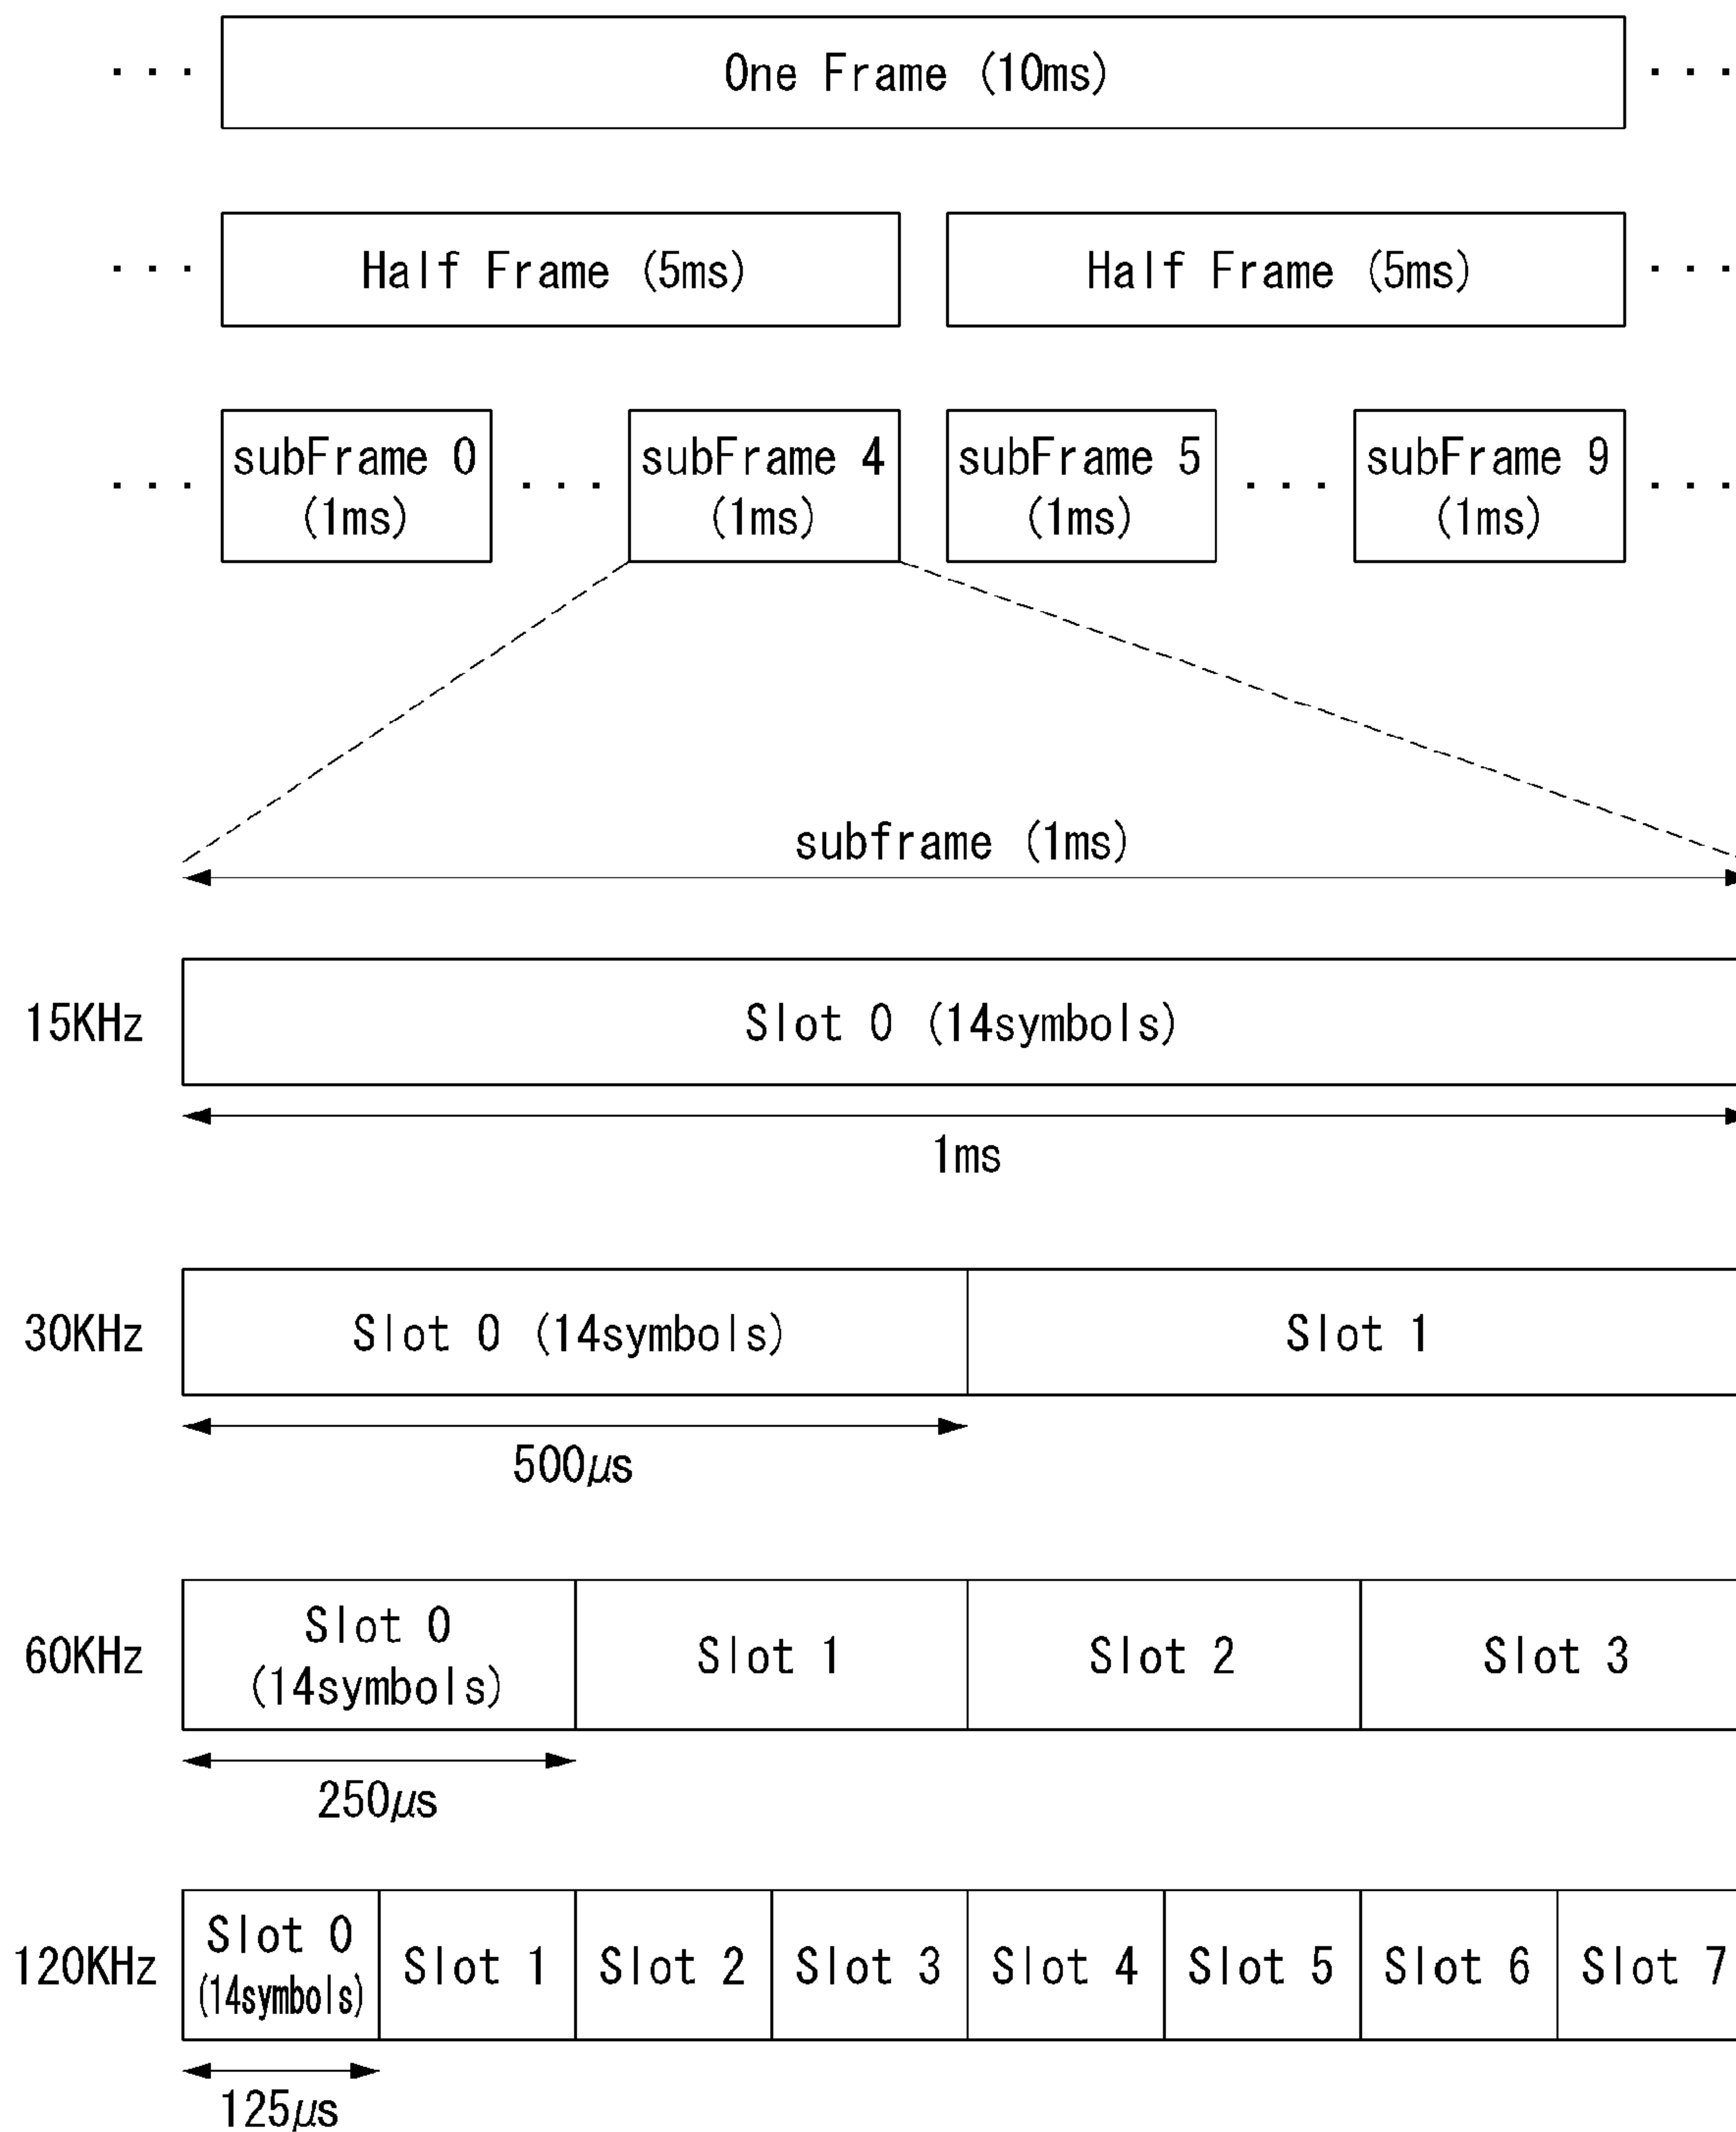 One Frame (10ms)
Half Frame (5ms) Half Frame (5ms)
subFrame 0
(1ms)
subFrame 4
(1ms)
subFrame 5
(1ms)
subFrame 9
(1ms)
subframe (1ms)
15KHz
Slot 0 (14symbols)
1ms
30KHz
Slot 0 (14symbols)
Slot 1
500μs
60KHz
Slot 0
(14symbols)
Slot 1
Slot 2
Slot 3
250μs
120KHz
Slot 0
(14symbols)
Slot 1
Slot 2
Slot 3
Slot 4
Slot 5
Slot 6
Slot 7
125μs